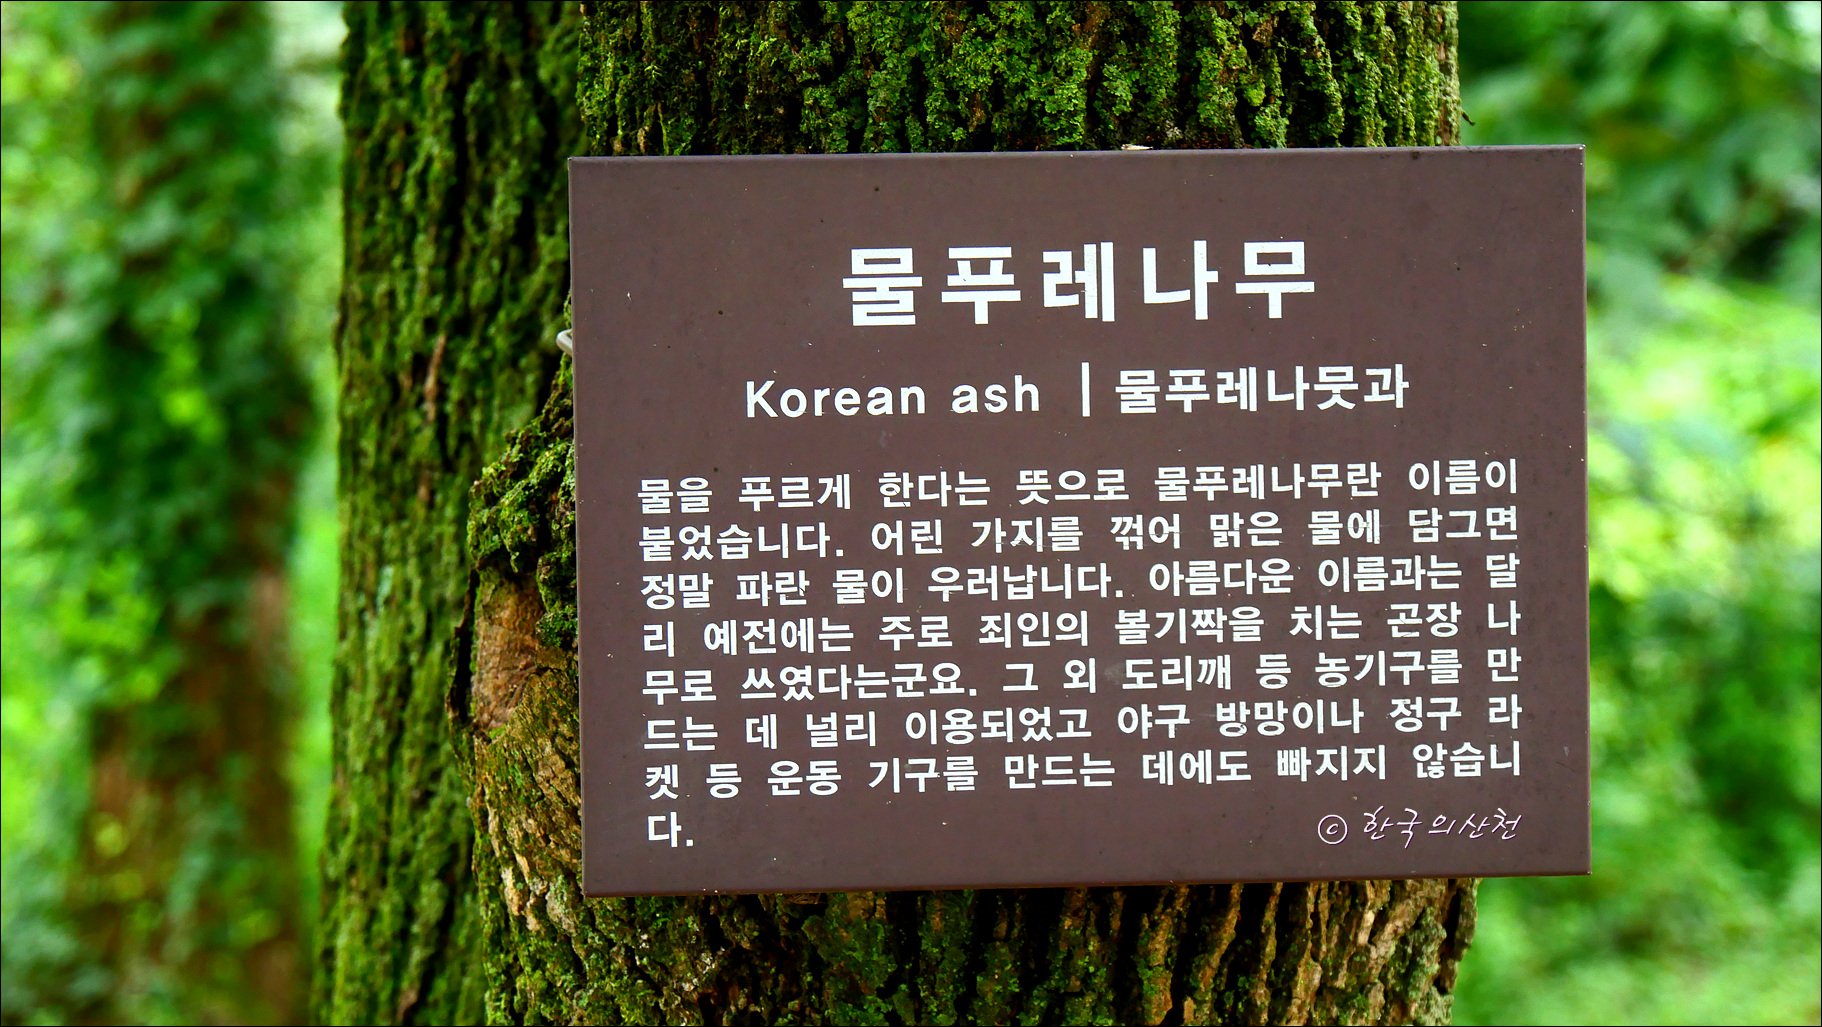 물푸레나무
Korean ash | 물푸레나뭇과
물을 푸르게 한다는 뜻으로 물푸레나무란 이름이
붙었습니다. 어린 가지를 꺾어 맑은 물에 담그면
정말 파란 물이 우러납니다. 아름다운 이름과는 달
리 예전에는 주로 죄인의 볼기짝을 치는 곤장 나
무로 쓰였다는군요. 그 외 도리깨 등 농기구를 만
드는 데 널리 이용되었고 야구 방망이나 정구 라
켓 등 운동 기구를 만드는 데에도 빠지지 않습니
다.
ⓒ 한국의산천